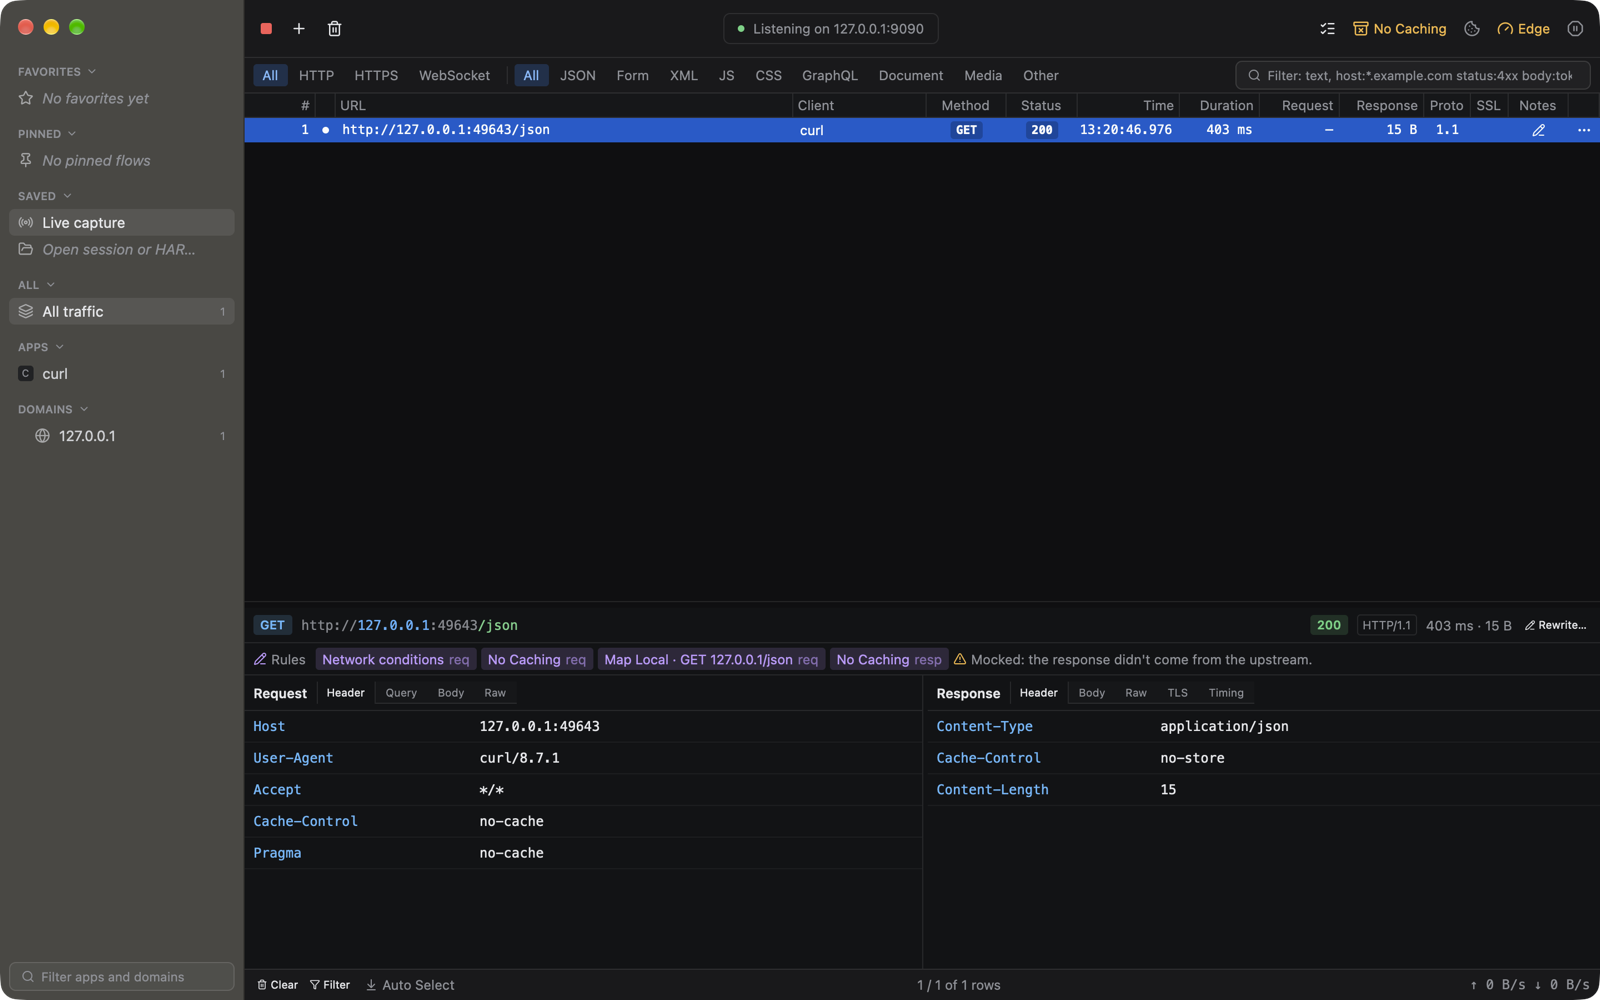 Listening on 127.0.0.1:9090
No Caching
Edge
FAVORITES
No favorites yet
PINNED
No pinned flows
SAVED
Live capture
Open session or HAR...
ALL
All traffic 1
APPS
C curl 1
DOMAINS
127.0.0.1 1
Filter apps and domains
All HTTP HTTPS WebSocket All JSON Form XML JS CSS GraphQL Document Media Other
Filter: text, host:*.example.com status:4xx body:tok
# URL Client Method Status Time Duration Request Response Proto SSL Notes
1 http://127.0.0.1:49643/json curl GET 200 13:20:46.976 403 ms — 15 B 1.1 ...
GET http://127.0.0.1:49643/json 200 HTTP/1.1 403 ms · 15 B Rewrite...
Rules Network conditions req No Caching req Map Local · GET 127.0.0.1/json req No Caching resp Mocked: the response didn't come from the upstream.
Request Header Query Body Raw
Host 127.0.0.1:49643
User-Agent curl/8.7.1
Accept */*
Cache-Control no-cache
Pragma no-cache
Response Header Body Raw TLS Timing
Content-Type application/json
Cache-Control no-store
Content-Length 15
Clear Filter Auto Select 1 / 1 of 1 rows ↑ 0 B/s ↓ 0 B/s